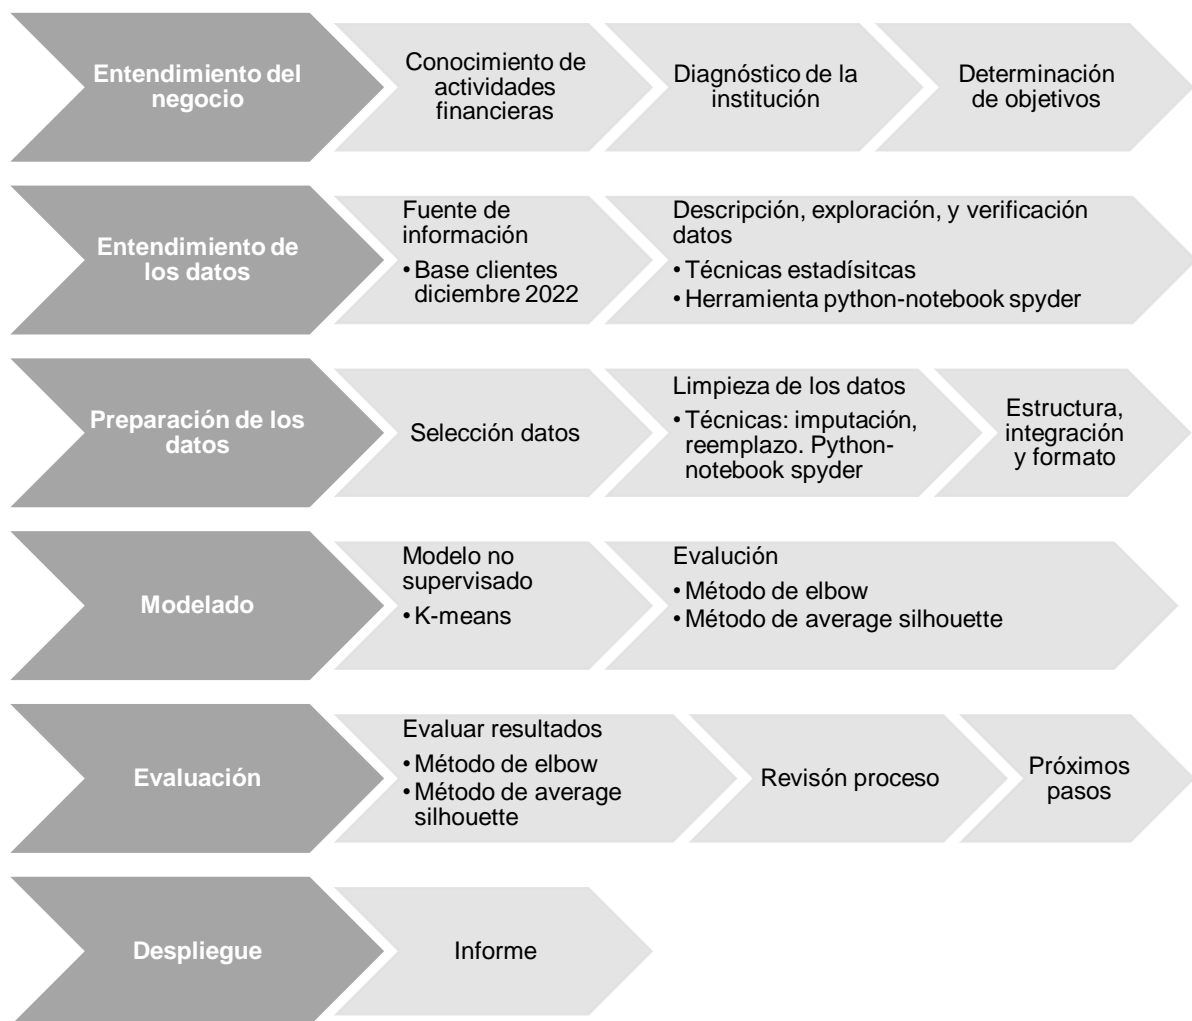 Entendimiento del
negocio
Conocimiento de
actividades
financieras
Diagnóstico de la
institución
Determinación
de objetivos
Entendimiento de
los datos
Fuente de
información
• Base clientes
diciembre 2022
Descripción, exploración, y verificación
datos
• Técnicas estadísitcas
• Herramienta python-notebook spyder
Preparación de los
datos
Selección datos
Limpieza de los datos
• Técnicas: imputación,
reemplazo. Python-
notebook spyder
Estructura,
integración
y formato
Modelado
Modelo no
supervisado
• K-means
Evalución
• Método de elbow
• Método de average silhouette
Evaluación
Evaluar resultados
• Método de elbow
• Método de average
silhouette
Revisón proceso
Próximos
pasos
Despliegue
Informe